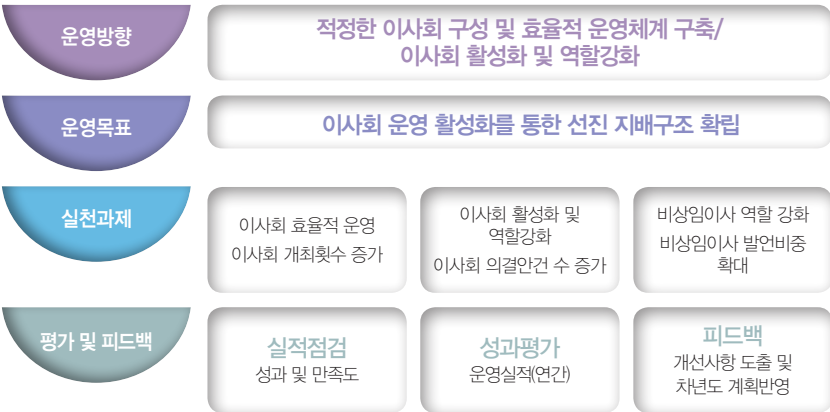 운영방향
적정한 이사회 구성 및 효율적 운영체계 구축/
이사회 활성화 및 역할강화
운영목표
이사회 운영 활성화를 통한 선진 지배구조 확립
실천과제
이사회 효율적 운영
이사회 개최횟수 증가
이사회 활성화 및
역할강화
이사회 의결안건 수 증가
비상임이사 역할 강화
비상임이사 발언비중
확대
평가 및 피드백
실적점검
성과 및 만족도
성과평가
운영실적(연간)
피드백
개선사항 도출 및
차년도 계획반영